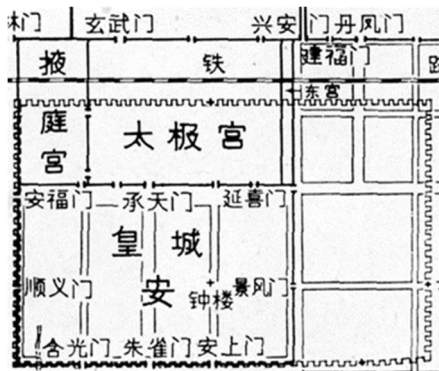 林门 玄武门 兴安门 丹凤门
掖 铁 建福门 路
东宫
庭 太极宫
宫
安福门 承天门 延喜门
皇城
顺义门 安 钟楼 景风门
含光门 朱雀门 安上门